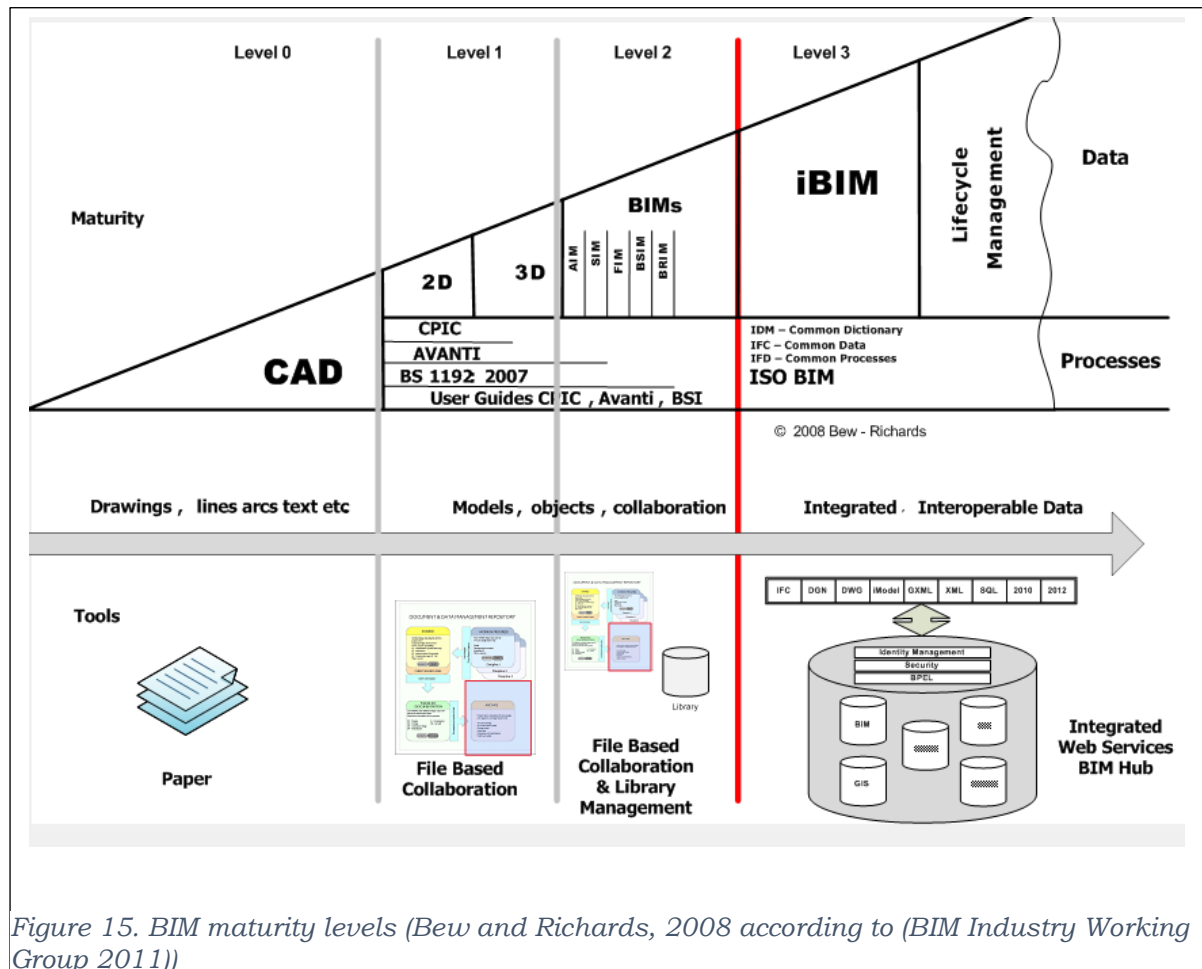 Level 0
Level 1
Level 2
Level 3
Maturity
CAD
2D
3D
BIMs
AIM
SIM
FIM
BSIM
BRIM
iBIM
Lifecycle
Management
Data
CPIC
AVANTI
BS 1192: 2007
User Guides CPIC , Avanti , BSI
IDM – Common Dictionary
IFC – Common Data
IFD – Common Processes
ISO BIM
Processes
© 2008 Bew - Richards
Drawings , lines arcs text etc
Models , objects , collaboration
Integrated , Interoperable Data
Tools
Paper
DOCUMENT & DATA MANAGEMENT REPOSITORY
File Based
Collaboration
Library
File Based
Collaboration
& Library
Management
IFC DGN DWG iModel GXML XML SQL 2010 2012
Identity Management
Security
BPEL
BIM
GIS
Integrated
Web Services
BIM Hub
Figure 15. BIM maturity levels (Bew and Richards, 2008 according to (BIM Industry Working
Group 2011))